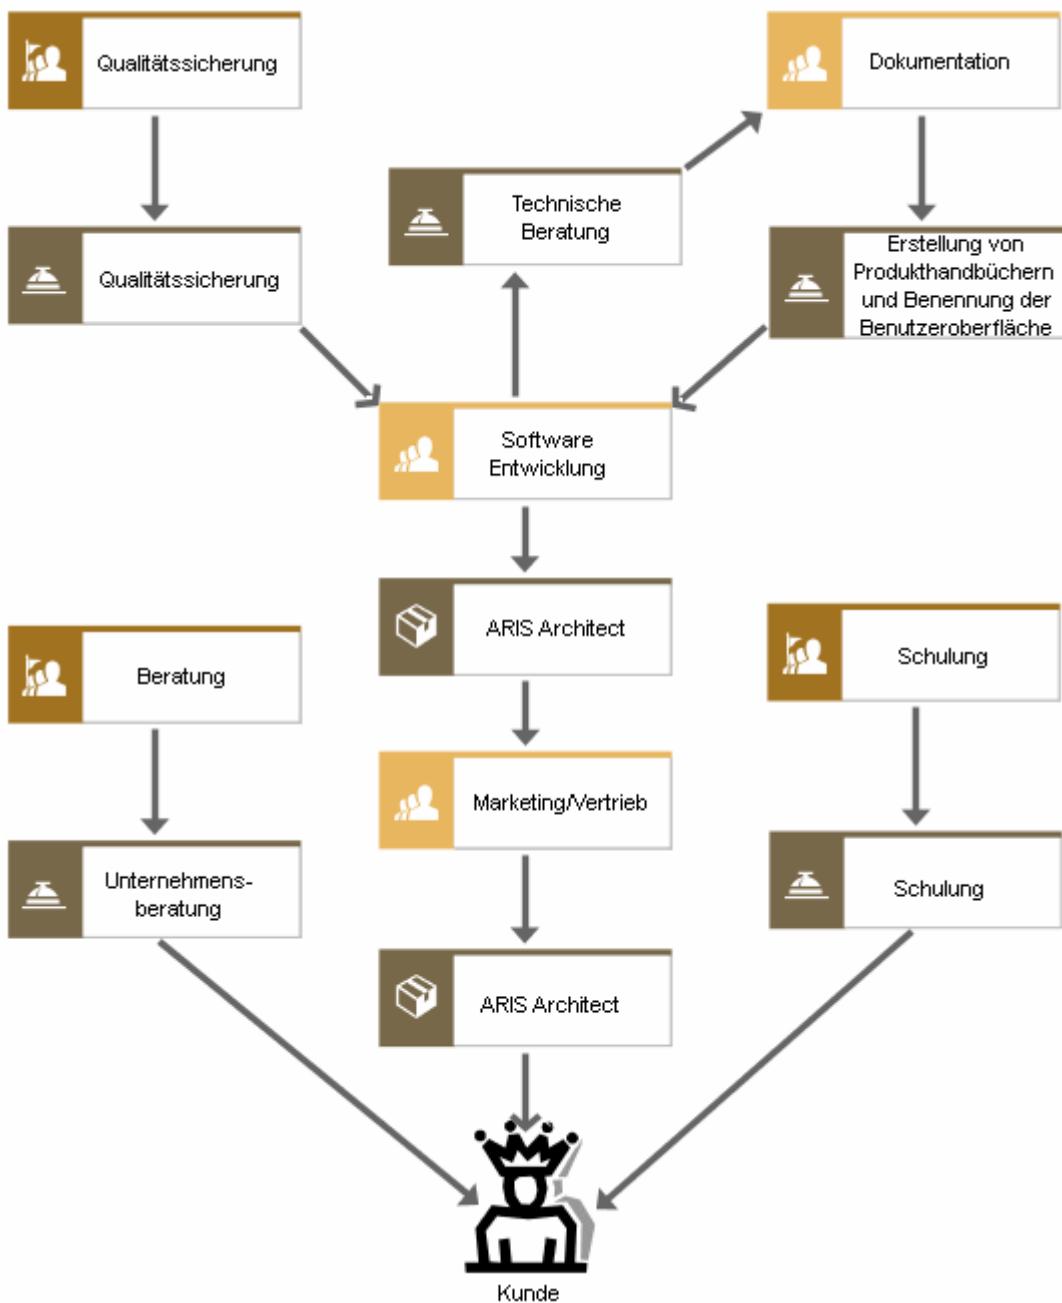 Qualitätssicherung
Dokumentation
Technische
Beratung
Qualitätssicherung
Erstellung von
Produkthandbüchern
und Benennung der
Benutzeroberfläche
Software
Entwicklung
ARIS Architect
Beratung
Schulung
Marketing/Vertrieb
Unternehmens-
beratung
Schulung
ARIS Architect
Kunde